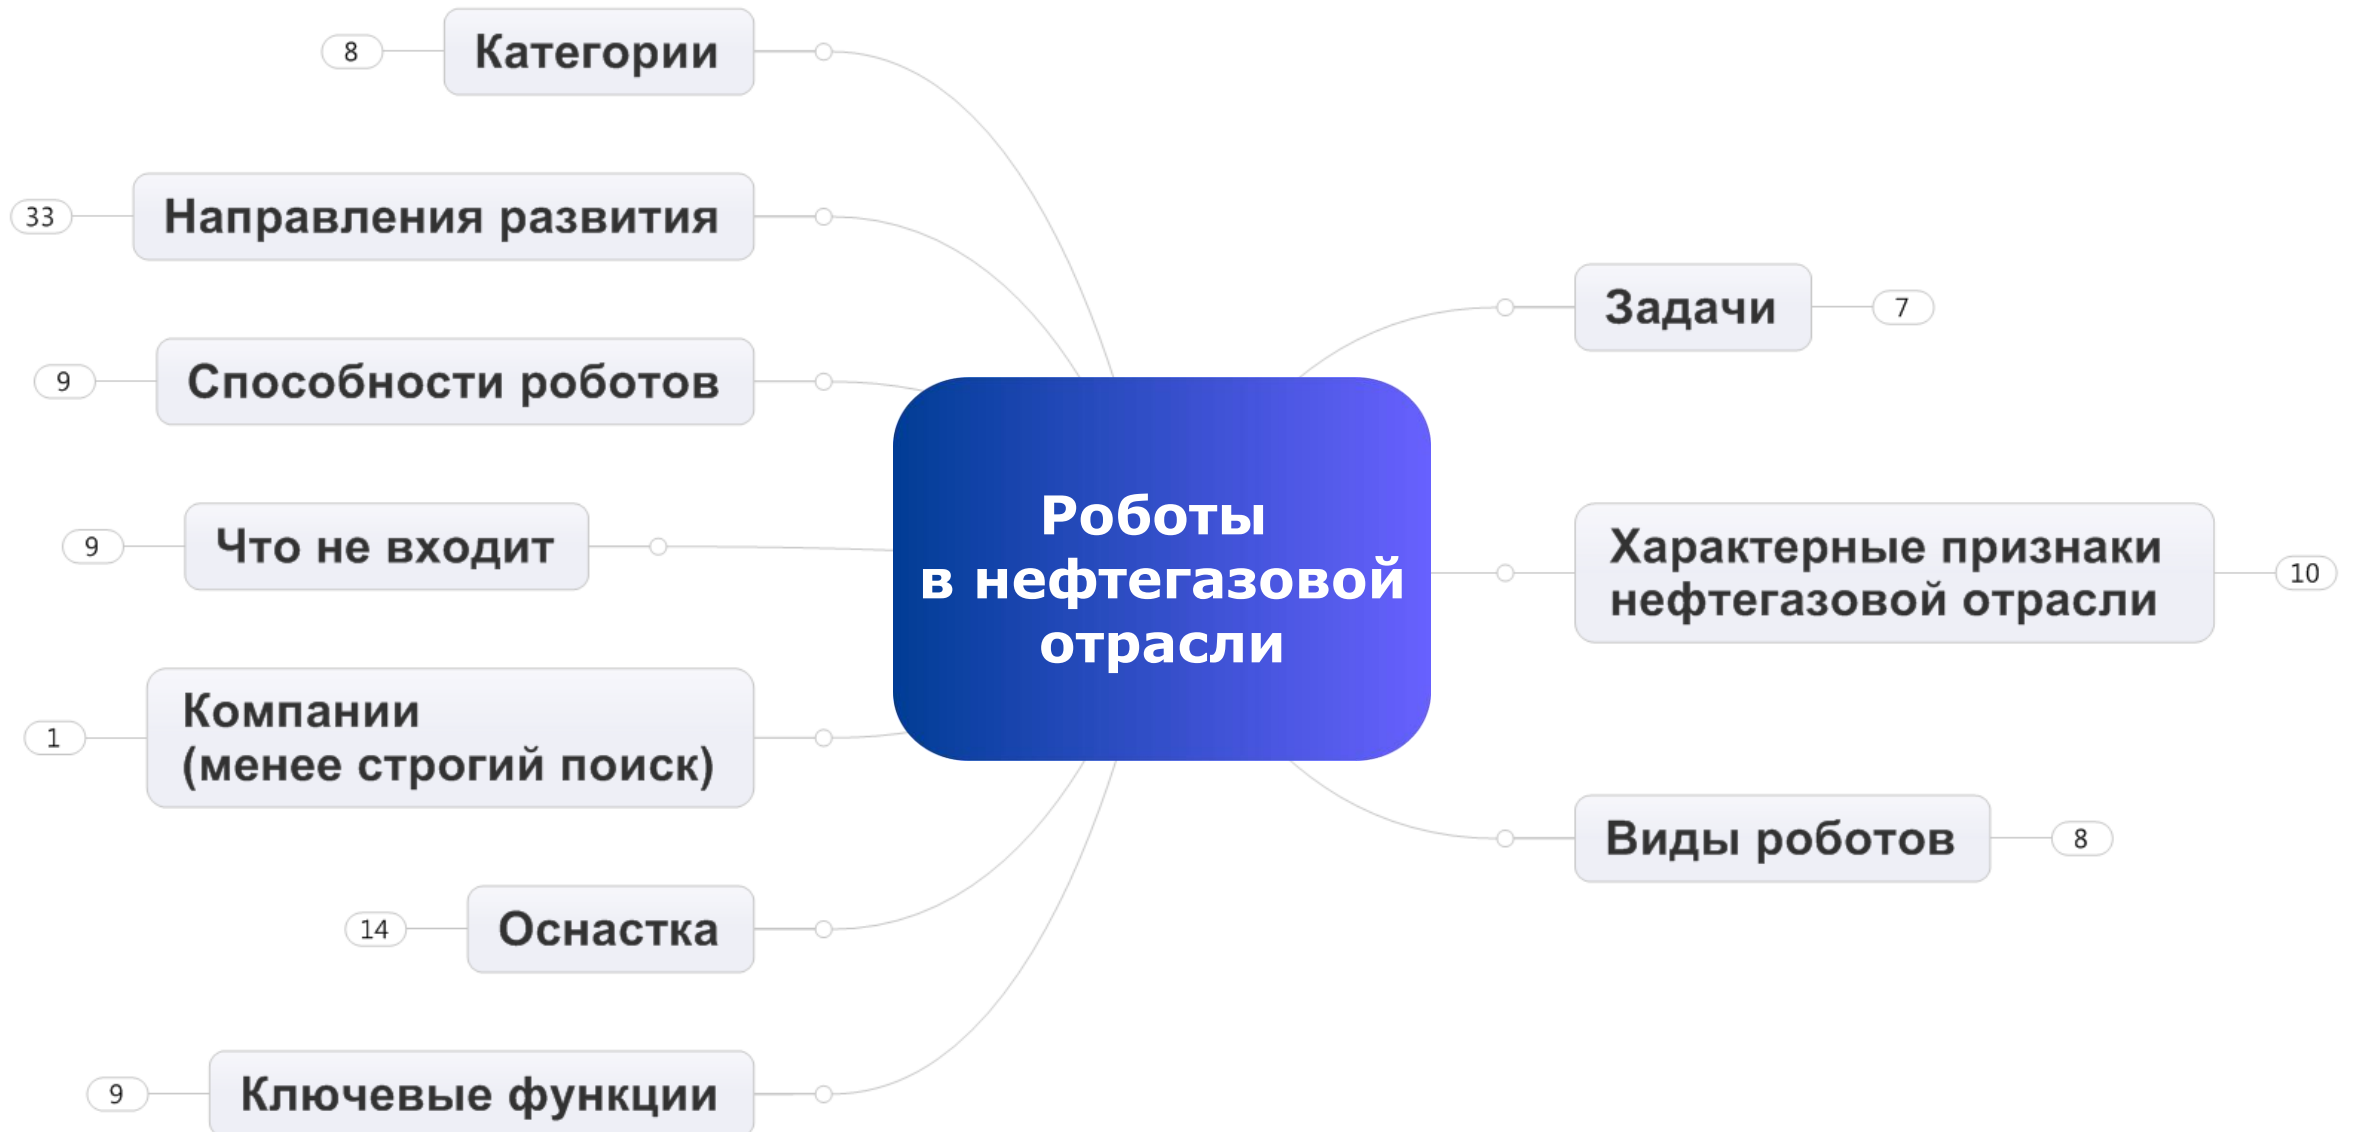 8
Категории
33
Направления развития
9
Способности роботов
9
Что не входит
1
Компании
(менее строгий поиск)
14
Оснастка
9
Ключевые функции
Роботы
в нефтегазовой
отрасли
Задачи
7
Характерные признаки
нефтегазовой отрасли
10
Виды роботов
8